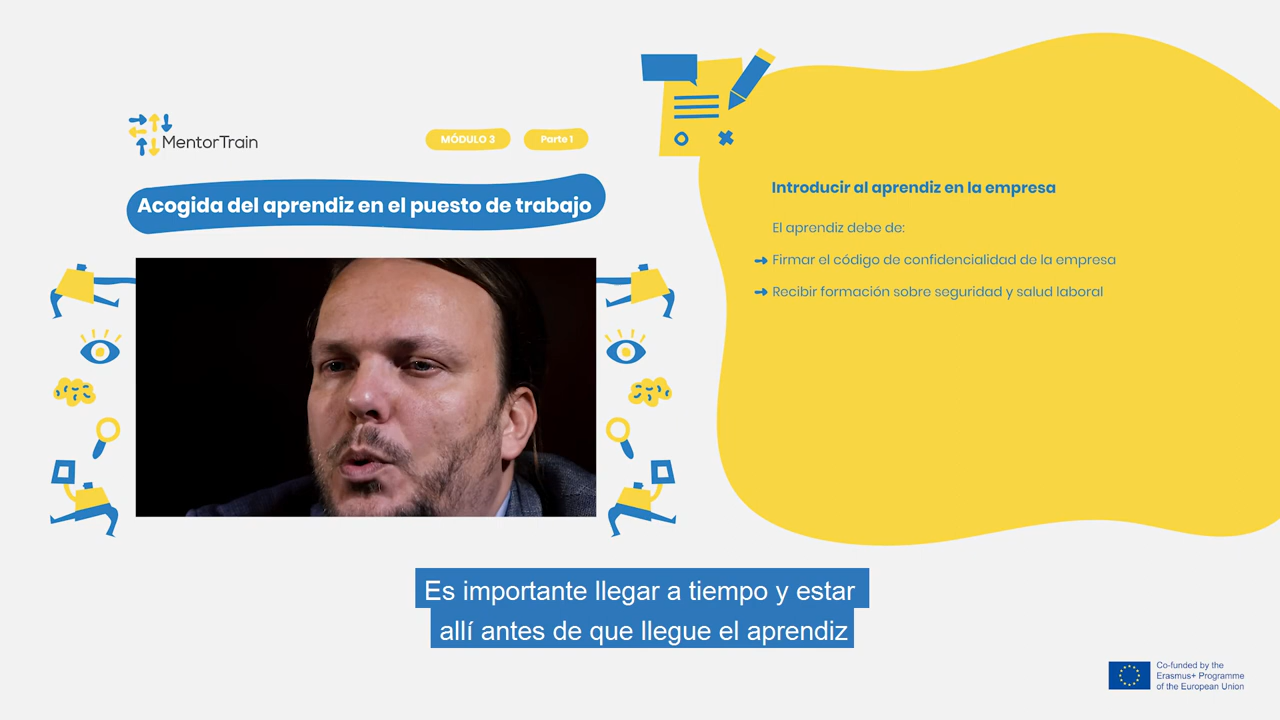 MentorTrain
MÓDULO 3
Parte 1
Acogida del aprendiz en el puesto de trabajo
Introducir al aprendiz en la empresa
El aprendiz debe de:
Firmar el código de confidencialidad de la empresa
Recibir formación sobre seguridad y salud laboral
Es importante llegar a tiempo y estar
allí antes de que llegue el aprendiz
Co-funded by the
Erasmus+ Programme
of the European Union